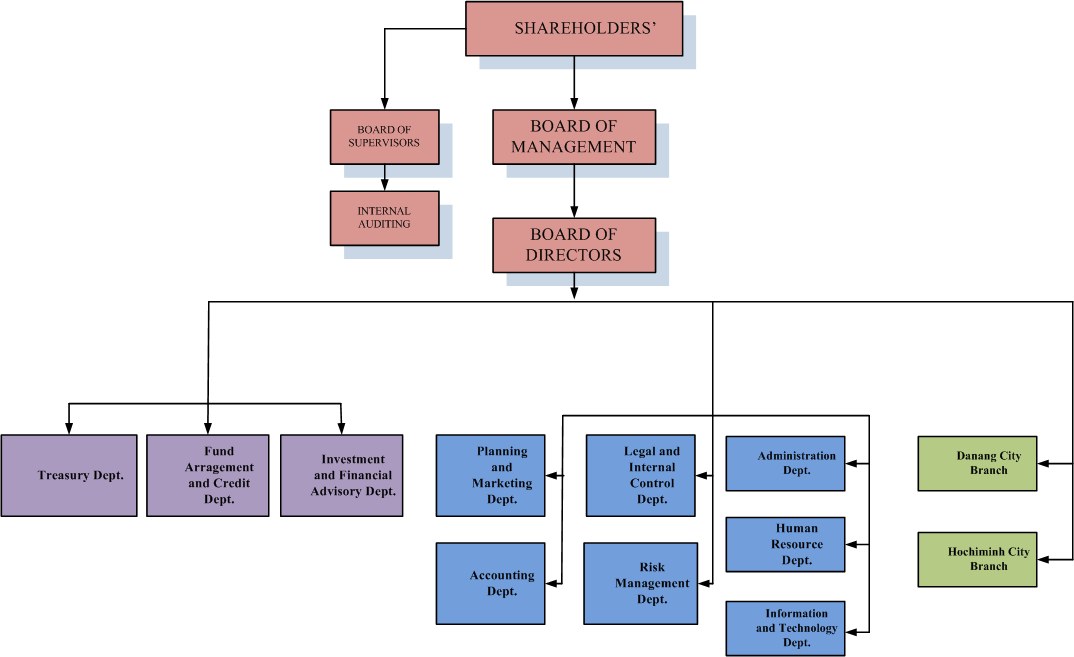 SHAREHOLDERS’
BOARD OF
SUPERVISORS
BOARD OF
MANAGEMENT
INTERNAL
AUDITING
BOARD OF
DIRECTORS
Treasury Dept.
Fund
Arragement
and Credit
Dept.
Investment
and Financial
Advisory Dept.
Planning
and
Marketing
Dept.
Legal and
Internal
Control
Dept.
Administration
Dept.
Danang City
Branch
Accounting
Dept.
Risk
Management
Dept.
Human
Resource
Dept.
Hochiminh City
Branch
Information
and Technology
Dept.